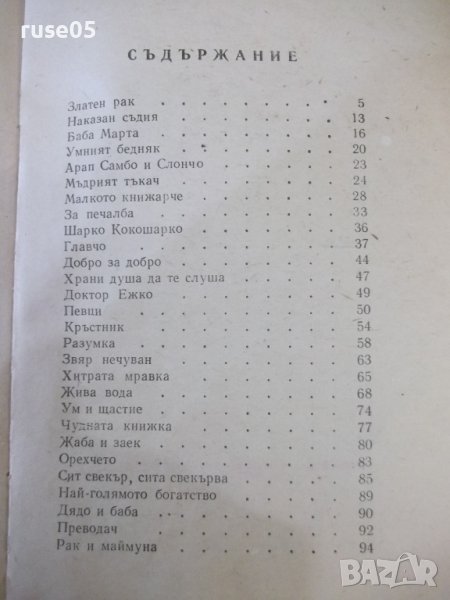 ruse05
СЪДЪРЖАНИЕ
Златен рак . . . . . . . . 5
Наказан съдия . . . . . . . 13
Баба Марта . . . . . . . . 16
Умният бедняк . . . . . . . 20
Арап Самбо и Слончо . . . . . 23
Мъдрият тъкач . . . . . . . 24
Малкото книжарче . . . . . . 28
За печалба . . . . . . . . 33
Шарко Кокошарко . . . . . . 36
Главчо . . . . . . . . . 37
Добро за добро . . . . . . . 44
Храни душа да те слуша . . . . . 47
Доктор Ежко . . . . . . . 49
Певци . . . . . . . . . 50
Кръстник . . . . . . . . 54
Разумка . . . . . . . . 58
Звяр нечуван . . . . . . . 63
Хитрата мравка . . . . . . 65
Жива вода . . . . . . . . 68
Ум и щастие . . . . . . . 74
Чудната книжка . . . . . . 77
Жаба и заек . . . . . . . 80
Орехчето . . . . . . . . 83
Сит свекър, сита свекърва . . . . 85
Най-голямото богатство . . . . . 89
Дядо и баба . . . . . . . 90
Преводач . . . . . . . . 92
Рак и маймуна . . . . . . . 94
BAZAR.bg